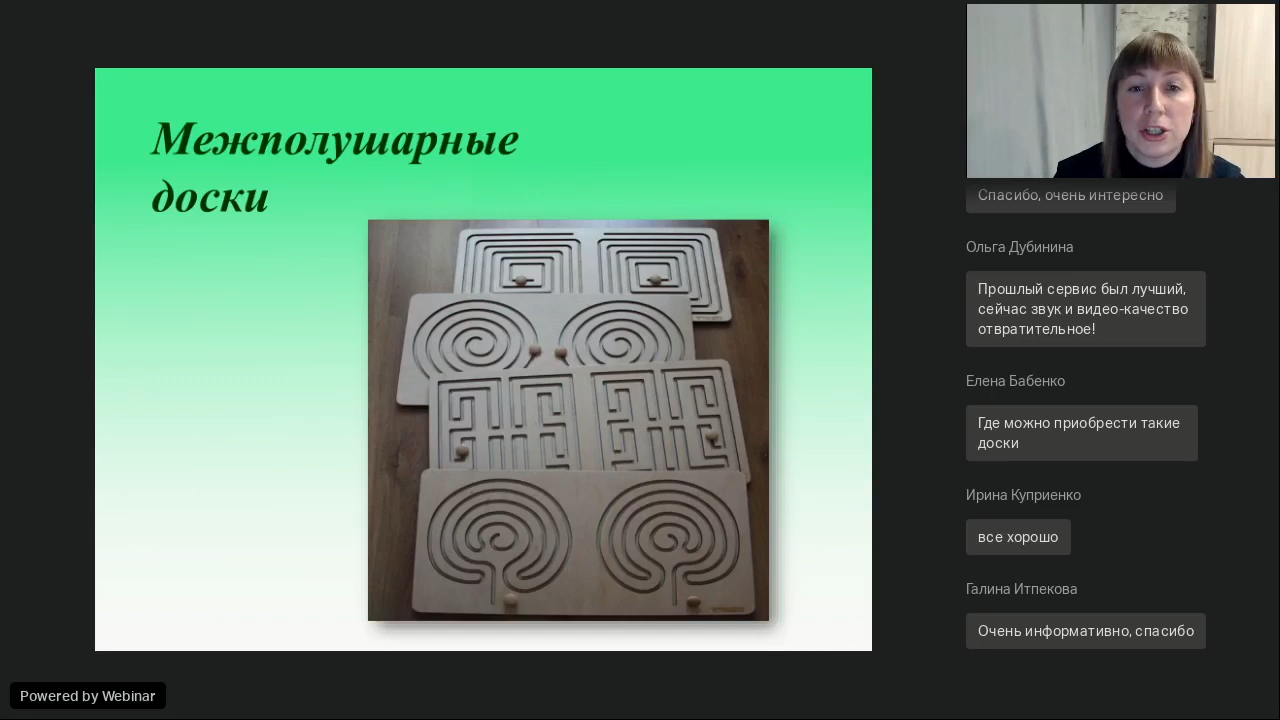 Межполушарные
доски
Спасибо, очень интересно
Ольга Дубинина
Прошлый сервис был лучший,
сейчас звук и видео-качество
отвратительное!
Елена Бабенко
Где можно приобрести такие
доски
Ирина Куприенко
все хорошо
Галина Итпекова
Очень информативно, спасибо
Powered by Webinar